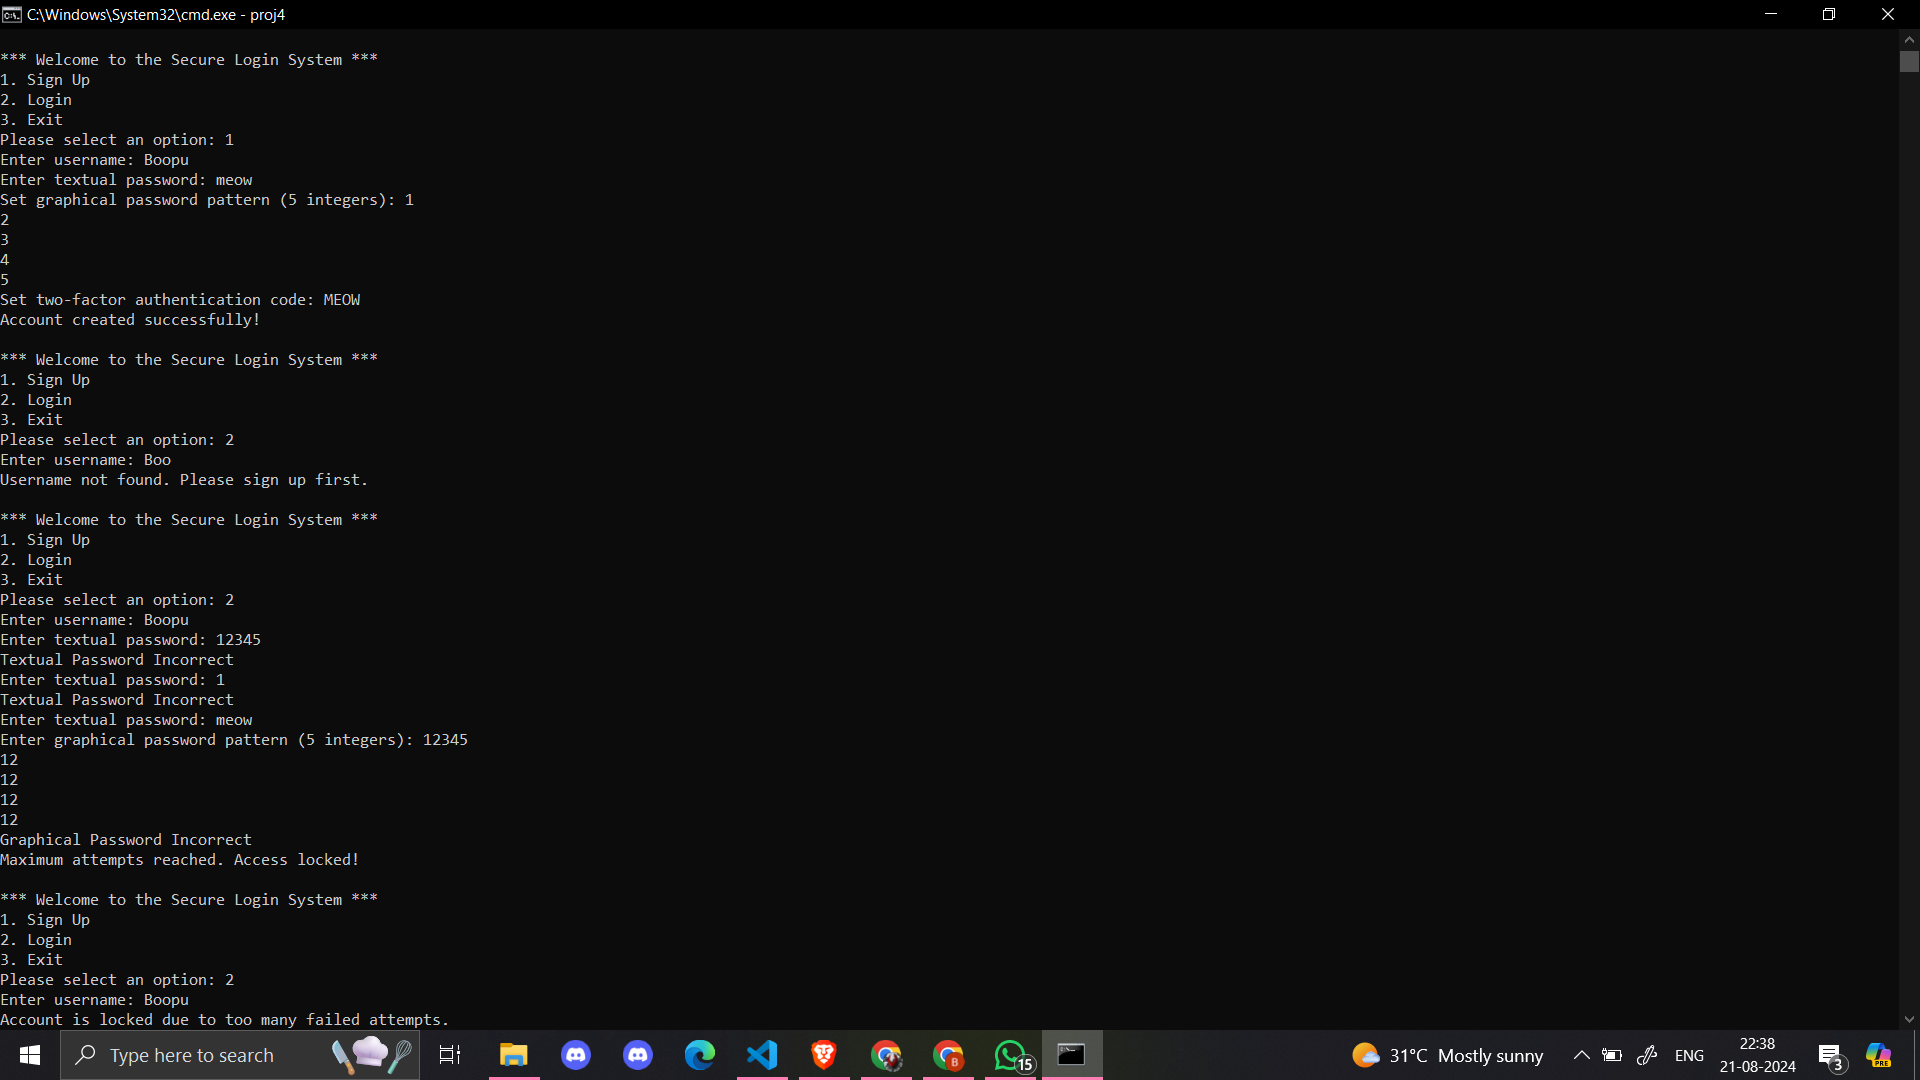 C:\Windows\System32\cmd.exe - proj4
*** Welcome to the Secure Login System ***
1. Sign Up
2. Login
3. Exit
Please select an option: 1
Enter username: Boopu
Enter textual password: meow
Set graphical password pattern (5 integers): 1
2
3
4
5
Set two-factor authentication code: MEOW
Account created successfully!
*** Welcome to the Secure Login System ***
1. Sign Up
2. Login
3. Exit
Please select an option: 2
Enter username: Boo
Username not found. Please sign up first.
*** Welcome to the Secure Login System ***
1. Sign Up
2. Login
3. Exit
Please select an option: 2
Enter username: Boopu
Enter textual password: 12345
Textual Password Incorrect
Enter textual password: 1
Textual Password Incorrect
Enter textual password: meow
Enter graphical password pattern (5 integers): 12345
12
12
12
12
Graphical Password Incorrect
Maximum attempts reached. Access locked!
*** Welcome to the Secure Login System ***
1. Sign Up
2. Login
3. Exit
Please select an option: 2
Enter username: Boopu
Account is locked due to too many failed attempts.
Type here to search
B
15
31°C Mostly sunny
ENG
22:38
21-08-2024
3
PRE